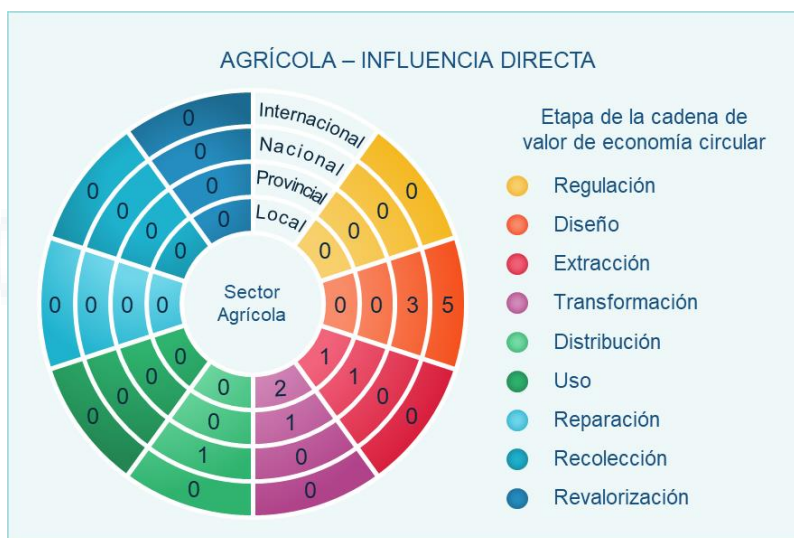 AGRÍCOLA – INFLUENCIA DIRECTA
Internacional
Nacional
Provincial
Local
0
0
0
0
0
0
0
0
0
0
3
5
1
1
0
0
2
1
0
0
0
0
1
0
0
0
0
0
0
0
0
0
0
0
0
0
Sector
Agrícola
Etapa de la cadena de
valor de economía circular
Regulación
Diseño
Extracción
Transformación
Distribución
Uso
Reparación
Recolección
Revalorización